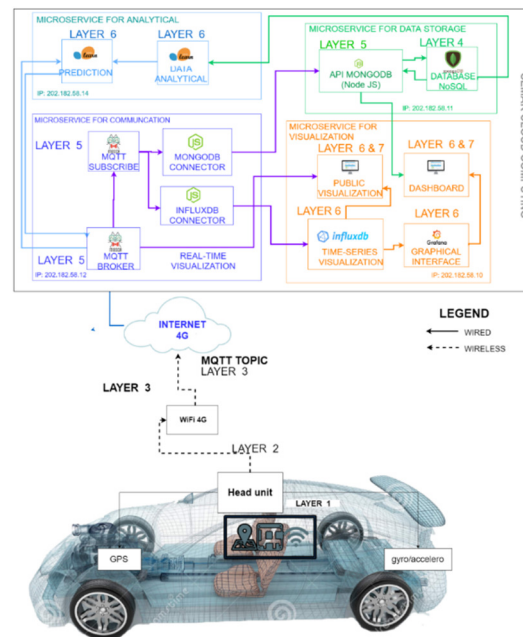 MICROSERVICE FOR ANALYTICAL
LAYER 6
LAYER 6
PREDICTION
DATA
ANALYTICAL
IP: 202.182.58.14
MICROSERVICE FOR DATA STORAGE
LAYER 5
LAYER 4
JS
API MONGODB
(Node JS)
DATABASE
NoSQL
IP: 202.182.58.11
MICROSERVICE FOR COMMUNCATION
LAYER 5
MQTT
SUBSCRIBE
JS
MONGODB
CONNECTOR
JS
INFLUXDB
CONNECTOR
LAYER 5
MQTT
BROKER
REAL-TIME
VISUALIZATION
IP: 202.182.58.12
MICROSERVICE FOR
VISUALIZATION
LAYER 6 & 7
LAYER 6 & 7
PUBLIC
VISUALIZATION
DASHBOARD
LAYER 6
LAYER 6
influxdb
Grafana
TIME-SERIES
VISUALIZATION
GRAPHICAL
INTERFACE
IP: 202.182.58.10
INTERNET
4G
LEGEND
WIRED
WIRELESS
MQTT TOPIC
LAYER 3
LAYER 3
WiFi 4G
LAYER 2
Head unit
LAYER 1
GPS
gyro/accelero